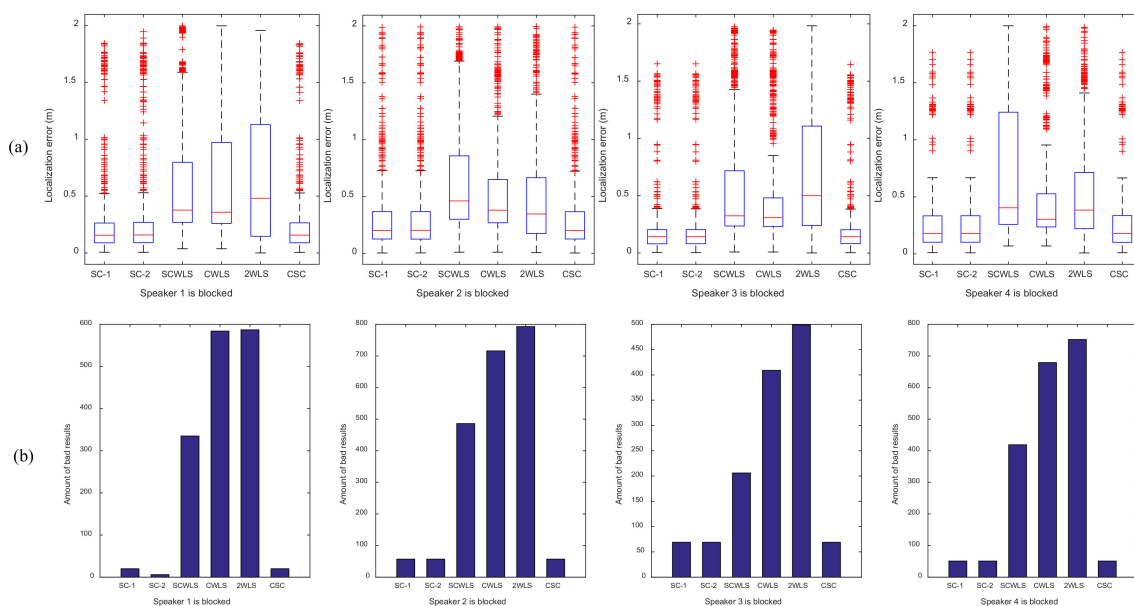 (a)
Localization error (m)
2
1.5
1
0.5
0
SC-1 SC-2 SCWLS CWLS 2WLS CSC
Speaker 1 is blocked
Localization error (m)
2
1.5
1
0.5
0
SC-1 SC-2 SCWLS CWLS 2WLS CSC
Speaker 2 is blocked
Localization error (m)
2
1.5
1
0.5
0
SC-1 SC-2 SCWLS CWLS 2WLS CSC
Speaker 3 is blocked
Localization error (m)
2
1.5
1
0.5
0
SC-1 SC-2 SCWLS CWLS 2WLS CSC
Speaker 4 is blocked
(b)
Amount of bad results
600
500
400
300
200
100
0
SC-1 SC-2 SCWLS CWLS 2WLS CSC
Speaker 1 is blocked
Amount of bad results
800
700
600
500
400
300
200
100
0
SC-1 SC-2 SCWLS CWLS 2WLS CSC
Speaker 2 is blocked
Amount of bad results
500
450
400
350
300
250
200
150
100
50
0
SC-1 SC-2 SCWLS CWLS 2WLS CSC
Speaker 3 is blocked
Amount of bad results
800
700
600
500
400
300
200
100
0
SC-1 SC-2 SCWLS CWLS 2WLS CSC
Speaker 4 is blocked